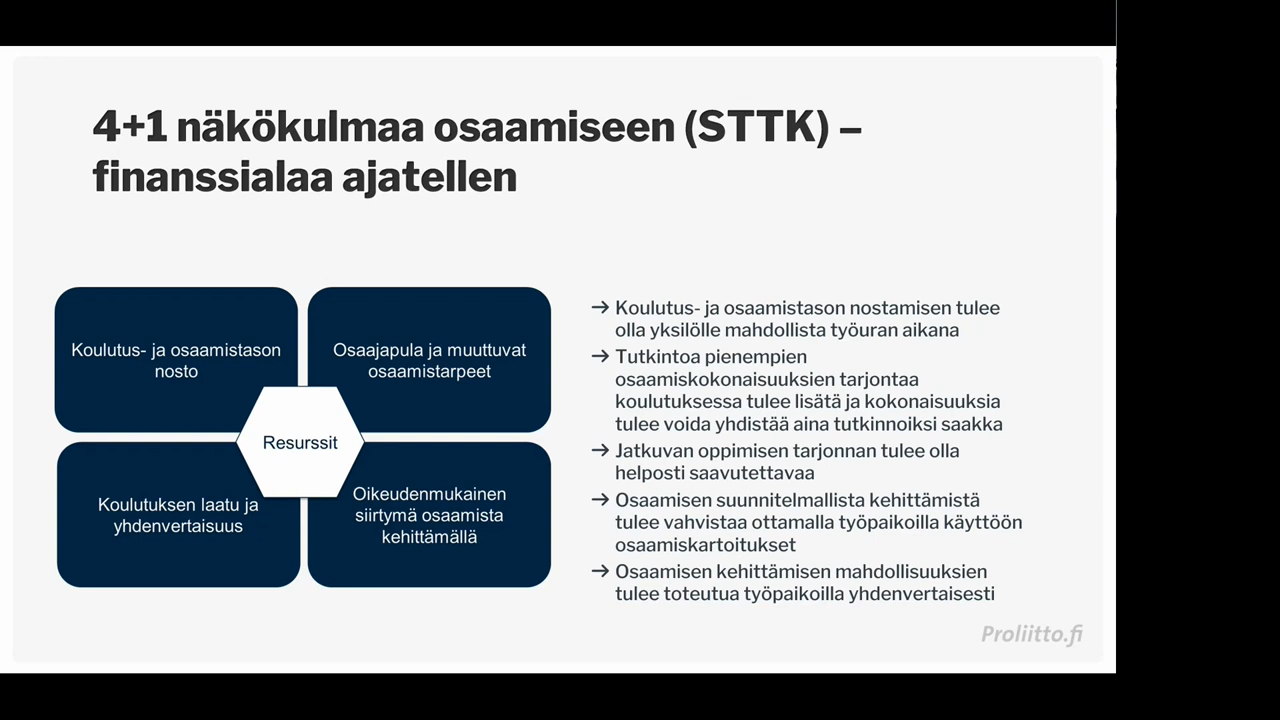 4+1 näkökulmaa osaamiseen (STTK) –
finanssialaa ajatellen
Koulutus- ja osaamistason
nosto
Osaajapula ja muuttuvat
osaamistarpeet
Resurssit
Koulutuksen laatu ja
yhdenvertaisuus
Oikeudenmukainen
siirtymä osaamista
kehittämällä
→ Koulutus- ja osaamistason nostamisen tulee
olla yksilölle mahdollista työuran aikana
→ Tutkintoa pienempien
osaamiskokonaisuuksien tarjontaa
koulutuksessa tulee lisätä ja kokonaisuuksia
tulee voida yhdistää aina tutkinnoiksi saakka
→ Jatkuvan oppimisen tarjonnan tulee olla
helposti saavutettavaa
→ Osaamisen suunnitelmallista kehittämistä
tulee vahvistaa ottamalla työpaikoilla käyttöön
osaamiskartoitukset
→ Osaamisen kehittämisen mahdollisuuksien
tulee toteutua työpaikoilla yhdenvertaisesti
Proliitto.fi